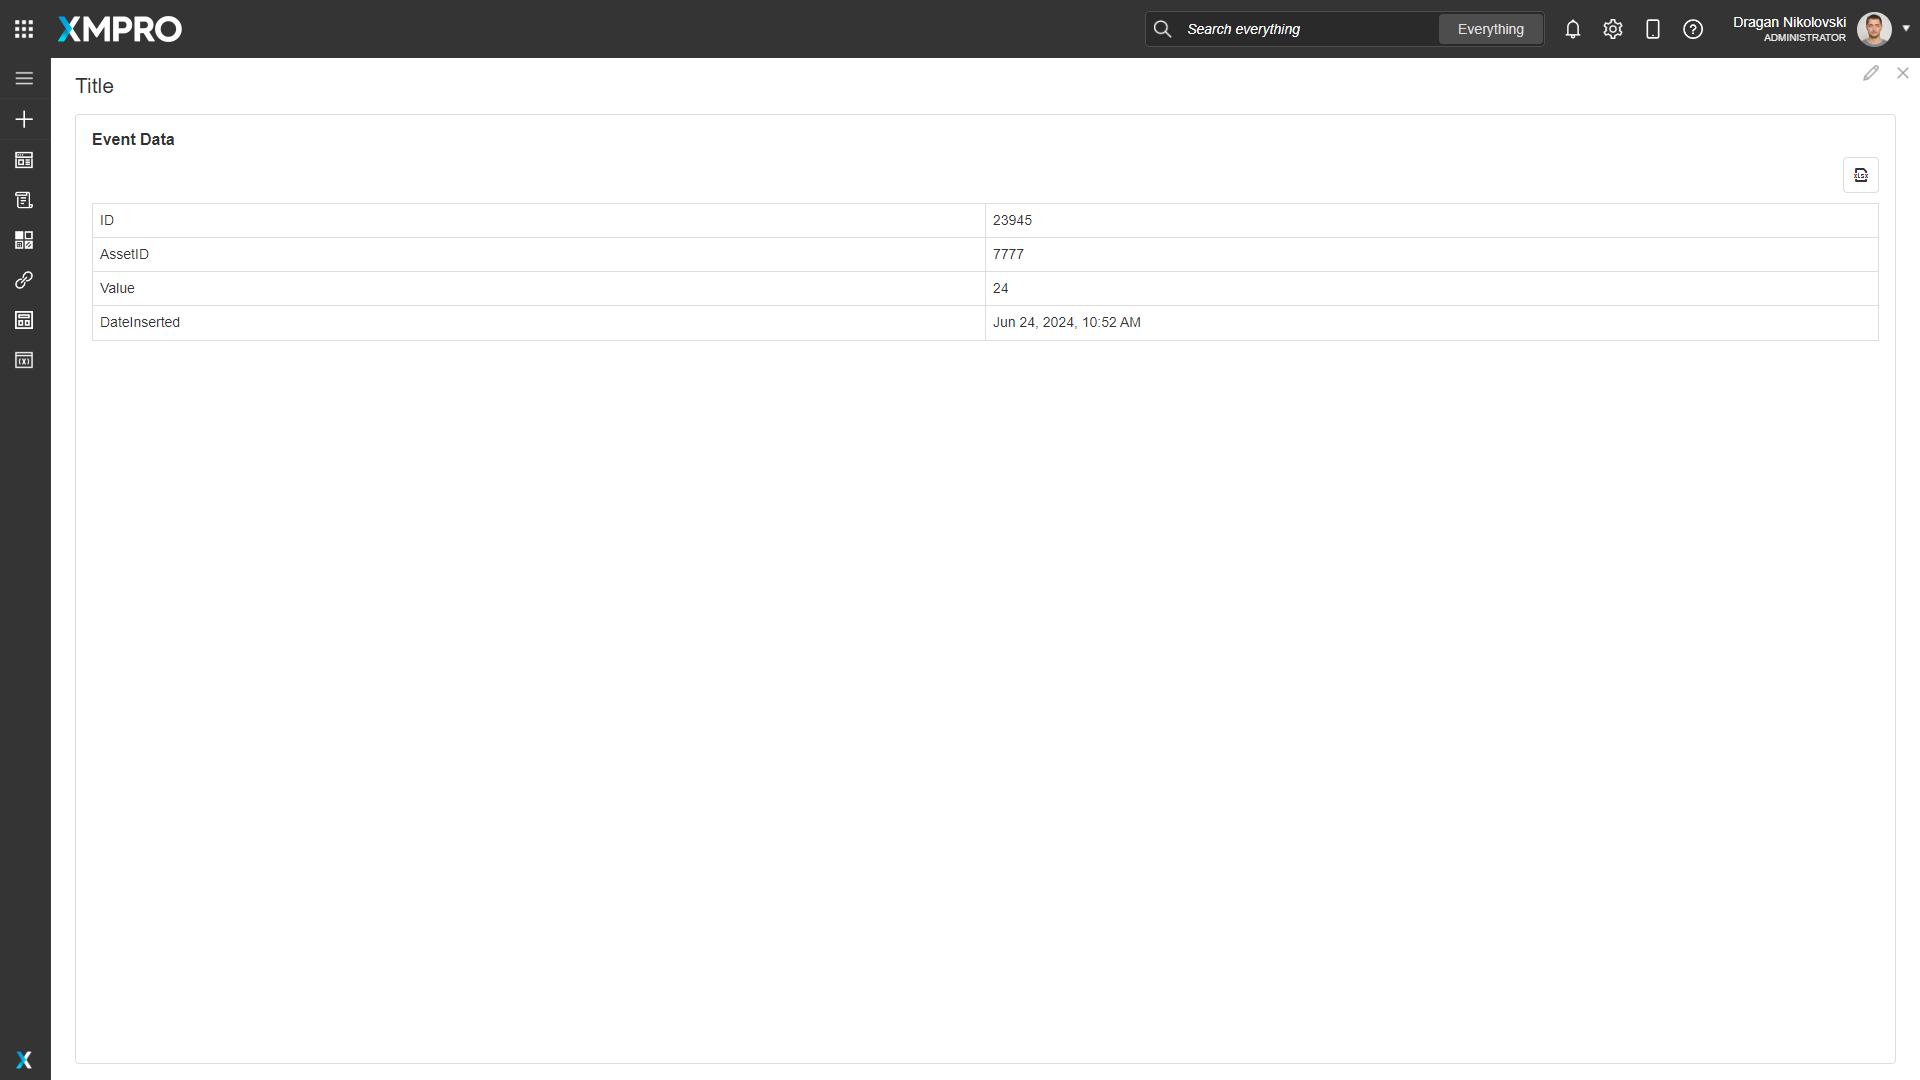 XMPRO
Search everything
Everything
Dragan Nikolovski
ADMINISTRATOR
Title
Event Data
xlsx
ID 23945
AssetID 7777
Value 24
DateInserted Jun 24, 2024, 10:52 AM